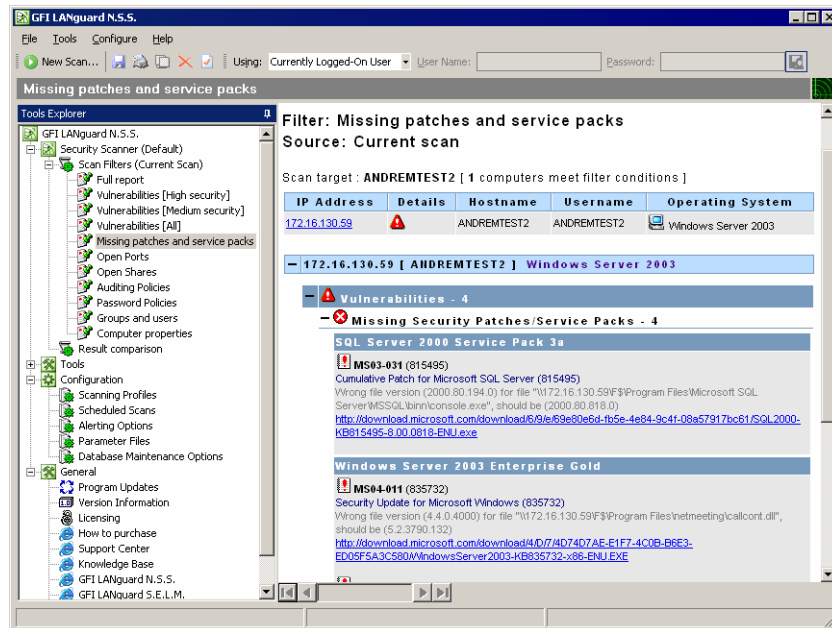 GFI LANguard N.S.S.
File Tools Configure Help
New Scan... Using: Currently Logged-On User User Name: Password:
Missing patches and service packs
Tools Explorer
GFI LANguard N.S.S.
Security Scanner (Default)
Scan Filters (Current Scan)
Full report
Vulnerabilities [High security]
Vulnerabilities [Medium security]
Vulnerabilities [All]
Missing patches and service packs
Open Ports
Open Shares
Auditing Policies
Password Policies
Groups and users
Computer properties
Result comparison
Tools
Configuration
Scanning Profiles
Scheduled Scans
Alerting Options
Parameter Files
Database Maintenance Options
General
Program Updates
Version Information
Licensing
How to purchase
Support Center
Knowledge Base
GFI LANguard N.S.S.
GFI LANguard S.E.L.M.
Filter: Missing patches and service packs
Source: Current scan
Scan target : ANDREMTEST2 [ 1 computers meet filter conditions ]
IP Address Details Hostname Username Operating System
172.16.130.59 ANDREMTEST2 ANDREMTEST2 Windows Server 2003
172.16.130.59 [ ANDREMTEST2 ] Windows Server 2003
Vulnerabilities - 4
Missing Security Patches/Service Packs - 4
SQL Server 2000 Service Pack 3a
MS03-031 (815495)
Cumulative Patch for Microsoft SQL Server (815495)
Wrong file version (2000.80.194.0) for file "\\172.16.130.59\F$\Program Files\Microsoft SQL
Server\MSSQL\binn\console.exe", should be (2000.80.818.0)
http://download.microsoft.com/download/6/9/e/69e80e6d-fb5e-4e84-9c4f-08a57917bc61/SQL2000-
KB815495-8.00.0818-ENU.exe
Windows Server 2003 Enterprise Gold
MS04-011 (835732)
Security Update for Microsoft Windows (835732)
Wrong file version (4.4.0.4000) for file "\\172.16.130.59\F$\Program Files\netmeeting\callcont.dll",
should be (5.2.3790.132)
http://download.microsoft.com/download/4/D/7/4D74D7AE-E1F7-4C0B-B6E3-
ED05F5A3C580/WindowsServer2003-KB835732-x86-ENU.EXE